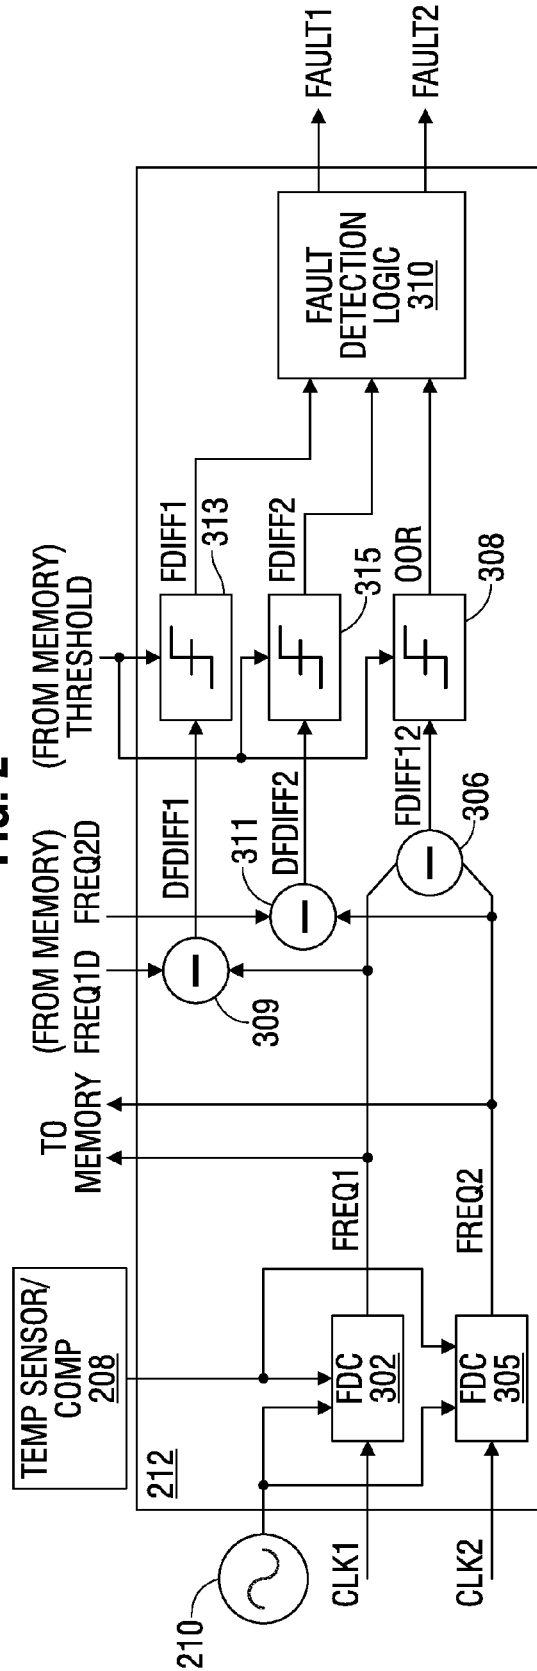 FIG. 2
TEMP SENSOR/
COMP
208
212
210
TO
MEMORY
(FROM MEMORY)
FREQ1D FREQ2D
(FROM MEMORY)
THRESHOLD
CLK1
FDC
302
FREQ1
CLK2
FDC
305
FREQ2
309
DFDIFF1
311
DFDIFF2
306
FDIFF12
FDIFF1
313
FDIFF2
315
OOR
308
FAULT
DETECTION
LOGIC
310
FAULT1
FAULT2